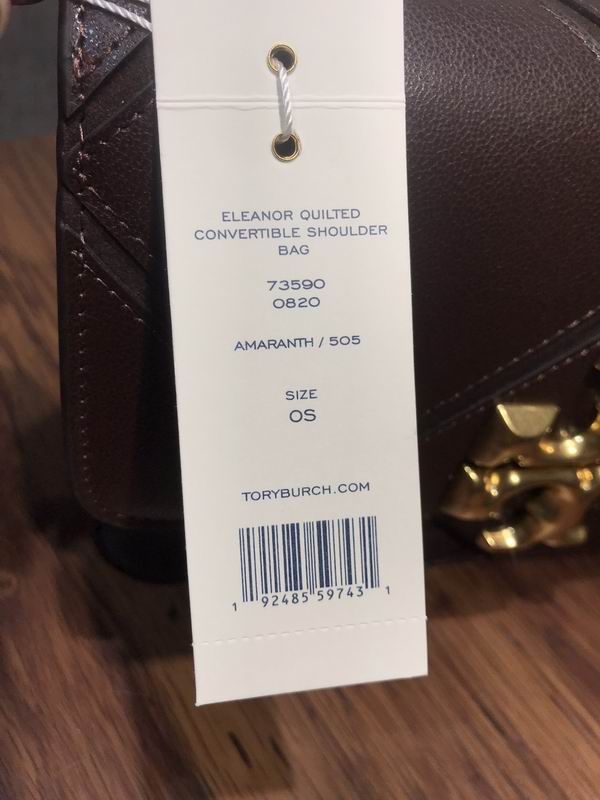 ELEANOR QUILTED
CONVERTIBLE SHOULDER
BAG
73590
0820
AMARANTH / 505
SIZE
OS
TORYBURCH.COM
1 92485 59743 1